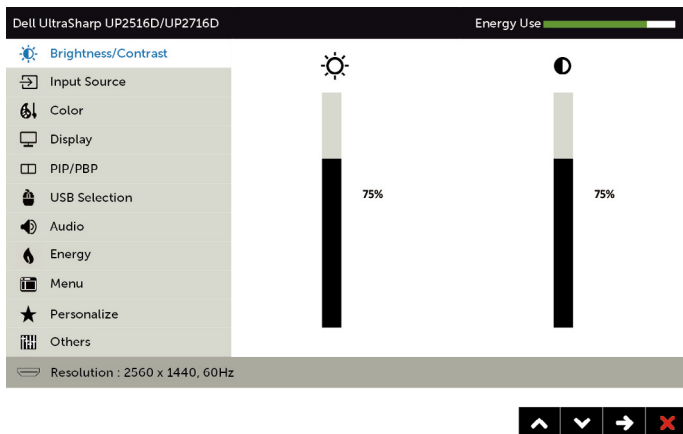 Dell UltraSharp UP2516D/UP2716D Energy Use
Brightness/Contrast
Input Source
Color
Display
PIP/PBP
USB Selection
Audio
Energy
Menu
Personalize
Others
75% 75%
Resolution : 2560 x 1440, 60Hz